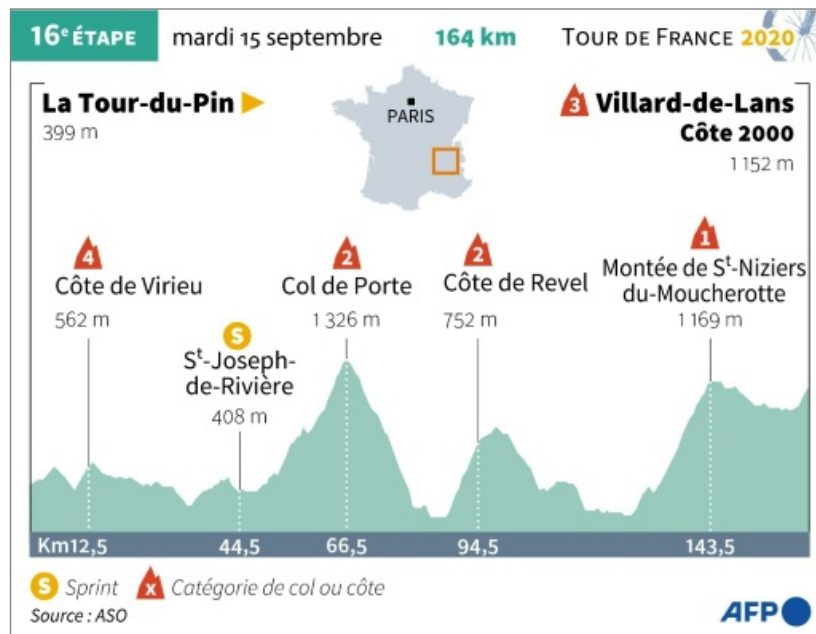 16e ÉTAPE mardi 15 septembre 164 km TOUR DE FRANCE 2020
La Tour-du-Pin
399 m
PARIS
3 Villard-de-Lans
Côte 2000
1 152 m
4
Côte de Virieu
562 m
S
St-Joseph-
de-Rivière
408 m
2
Col de Porte
1 326 m
2
Côte de Revel
752 m
1
Montée de St-Niziers
du-Moucherotte
1 169 m
Km12,5 44,5 66,5 94,5 143,5
S Sprint x Catégorie de col ou côte
Source : ASO
AFP